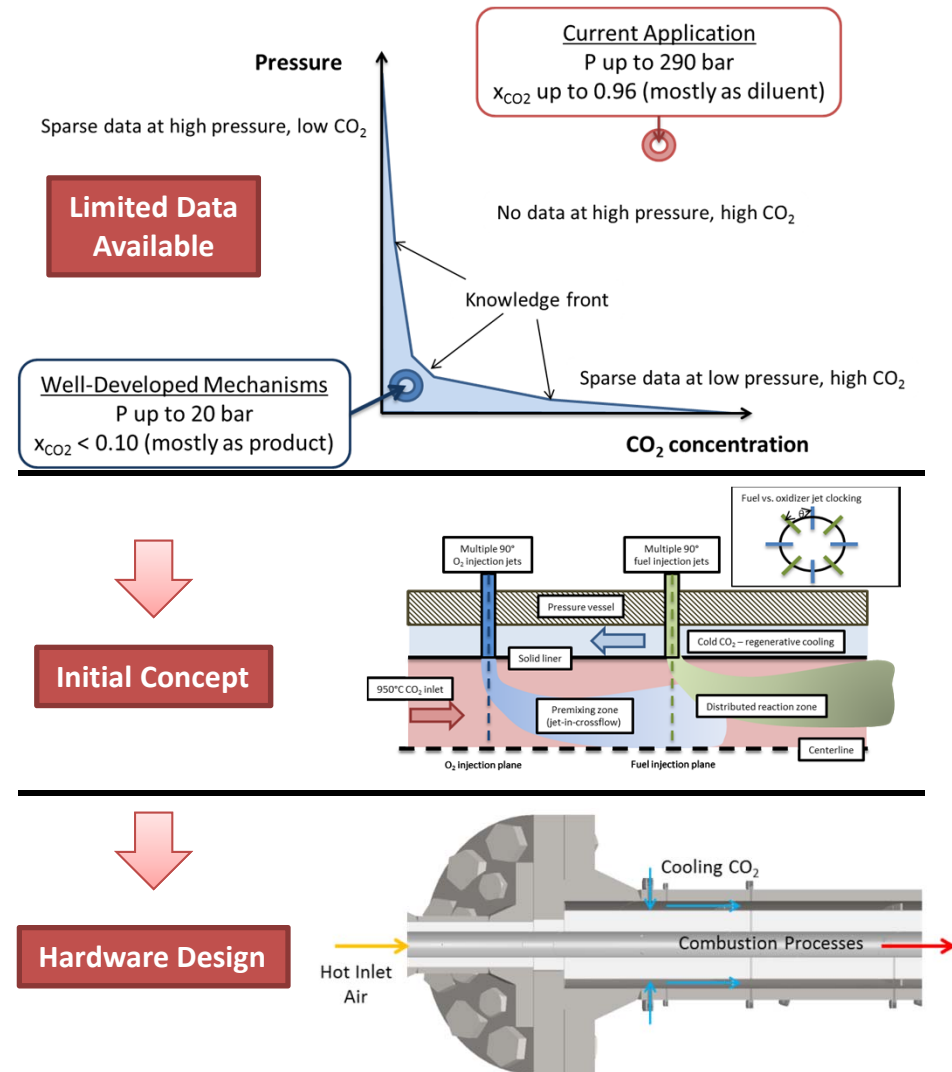 Current Application
P up to 290 bar
x_CO2 up to 0.96 (mostly as diluent)
Pressure
Sparse data at high pressure, low CO₂
Limited Data
Available
No data at high pressure, high CO₂
Knowledge front
Well-Developed Mechanisms
P up to 20 bar
x_CO2 < 0.10 (mostly as product)
Sparse data at low pressure, high CO₂
CO₂ concentration
Fuel vs. oxidizer jet clocking
θ
Multiple 90°
O₂ injection jets
Multiple 90°
fuel injection jets
Pressure vessel
Cold CO₂ – regenerative cooling
Solid liner
Initial Concept
950°C CO₂ inlet
Premixing zone
(jet-in-crossflow)
Distributed reaction zone
Centerline
O₂ injection plane
Fuel injection plane
Cooling CO₂
Hardware Design
Combustion Processes
Hot Inlet
Air